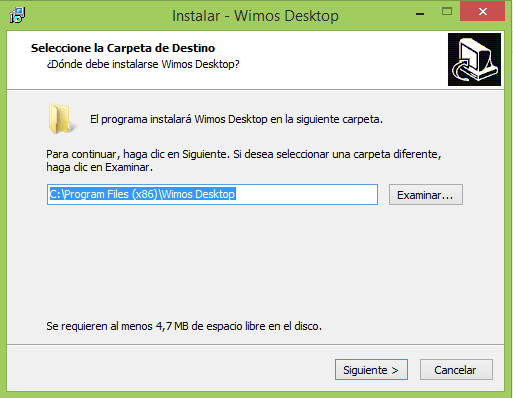 Instalar - Wimos Desktop
Seleccione la Carpeta de Destino
¿Dónde debe instalarse Wimos Desktop?
El programa instalará Wimos Desktop en la siguiente carpeta.
Para continuar, haga clic en Siguiente. Si desea seleccionar una carpeta diferente,
haga clic en Examinar.
C:\Program Files (x86)\Wimos Desktop
Examinar...
Se requieren al menos 4,7 MB de espacio libre en el disco.
Siguiente >
Cancelar